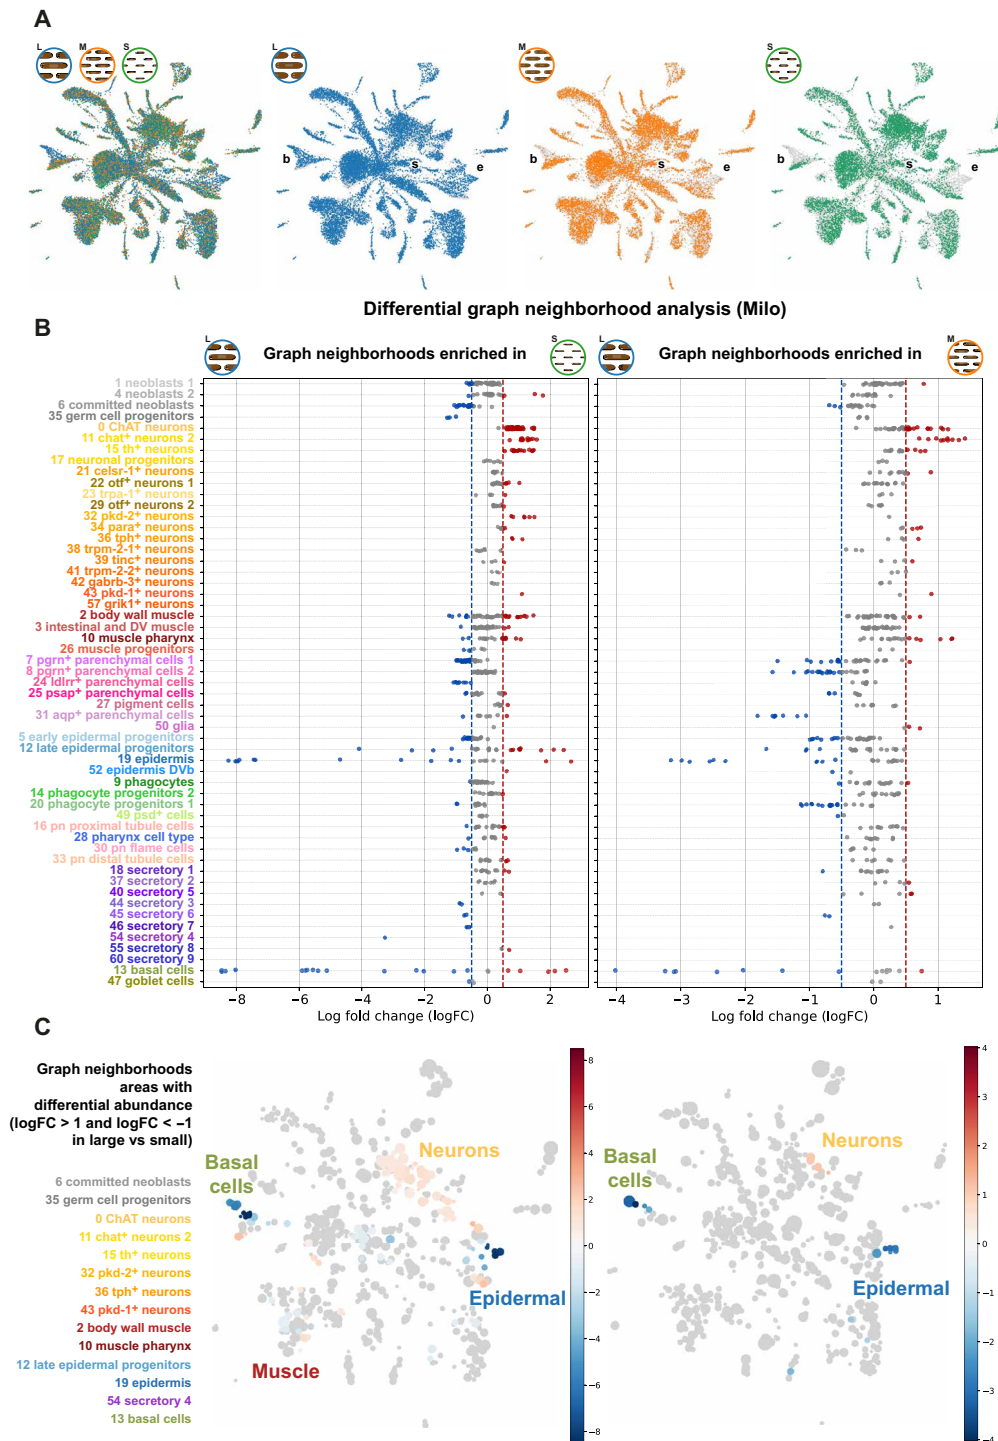 A
L M S
L
M
S
b
s
e
b
s
e
b
s
e
Differential graph neighborhood analysis (Milo)
B
L
Graph neighborhoods enriched in
S
L
Graph neighborhoods enriched in
M
1 neoblasts 1
4 neoblasts 2
6 committed neoblasts
35 germ cell progenitors
0 ChAT neurons
11 chat⁺ neurons 2
15 th⁺ neurons
17 neuronal progenitors
21 celsr-1⁺ neurons
22 otf⁺ neurons 1
23 trpa-1⁺ neurons
29 otf⁺ neurons 2
32 pkd-2⁺ neurons
34 para⁺ neurons
36 tph⁺ neurons
38 trpm-2-1⁺ neurons
39 tinc⁺ neurons
41 trpm-2-2⁺ neurons
42 gabrb-3⁺ neurons
43 pkd-1⁺ neurons
57 grik1⁺ neurons
2 body wall muscle
3 intestinal and DV muscle
10 muscle pharynx
26 muscle progenitors
7 pgrn⁺ parenchymal cells 1
8 pgrn⁺ parenchymal cells 2
24 ldlrr⁺ parenchymal cells
25 psap⁺ parenchymal cells
27 pigment cells
31 aqp⁺ parenchymal cells
50 glia
5 early epidermal progenitors
12 late epidermal progenitors
19 epidermis
52 epidermis DVb
9 phagocytes
14 phagocyte progenitors 2
20 phagocyte progenitors 1
49 psd⁺ cells
16 pn proximal tubule cells
28 pharynx cell type
30 pn flame cells
33 pn distal tubule cells
18 secretory 1
37 secretory 2
40 secretory 5
44 secretory 3
45 secretory 6
46 secretory 7
54 secretory 4
55 secretory 8
60 secretory 9
13 basal cells
47 goblet cells
−8 −6 −4 −2 0 2
Log fold change (logFC)
−4 −3 −2 −1 0 1
Log fold change (logFC)
C
Graph neighborhoods
areas with
differential abundance
(logFC > 1 and logFC < −1
in large vs small)
6 committed neoblasts
35 germ cell progenitors
0 ChAT neurons
11 chat⁺ neurons 2
15 th⁺ neurons
32 pkd-2⁺ neurons
36 tph⁺ neurons
43 pkd-1⁺ neurons
2 body wall muscle
10 muscle pharynx
12 late epidermal progenitors
19 epidermis
54 secretory 4
13 basal cells
Basal
cells
Neurons
Epidermal
Muscle
8
6
4
2
0
−2
−4
−6
−8
Basal
cells
Neurons
Epidermal
4
3
2
1
0
−1
−2
−3
−4